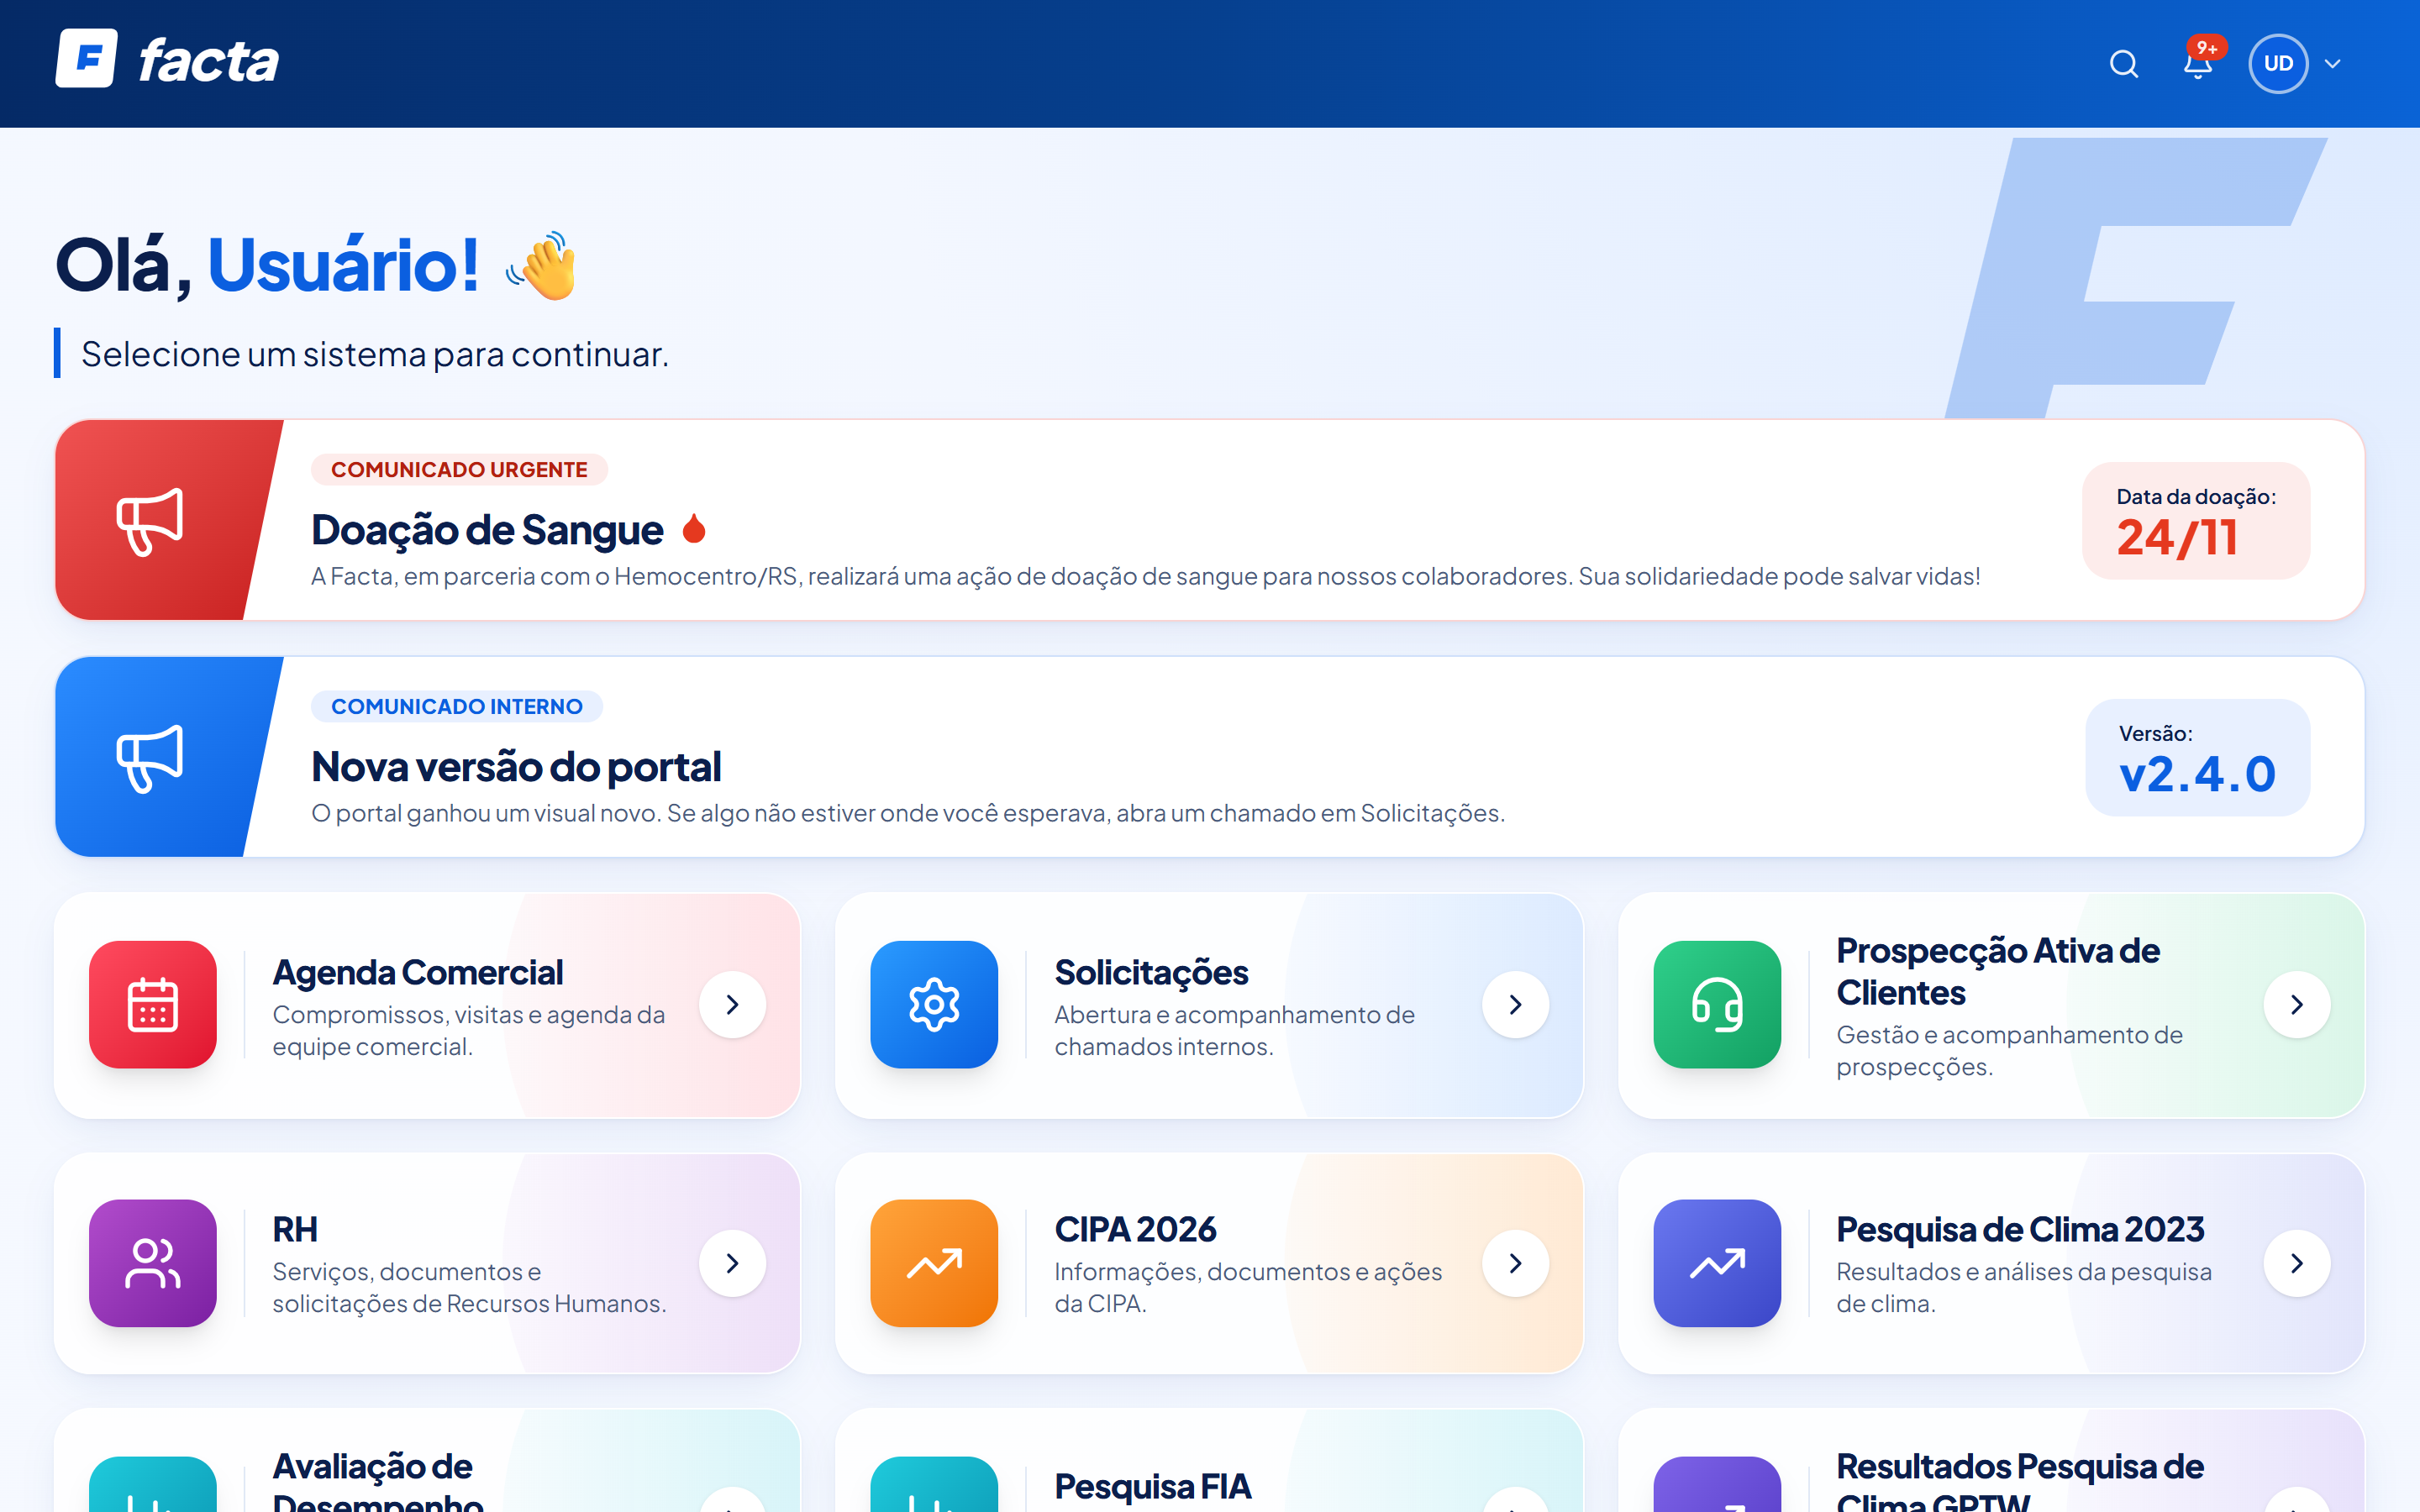 F facta
9+
UD
Olá, Usuário!
Selecione um sistema para continuar.
COMUNICADO URGENTE
Doação de Sangue
A Facta, em parceria com o Hemocentro/RS, realizará uma ação de doação de sangue para nossos colaboradores. Sua solidariedade pode salvar vidas!
Data da doação:
24/11
COMUNICADO INTERNO
Nova versão do portal
O portal ganhou um visual novo. Se algo não estiver onde você esperava, abra um chamado em Solicitações.
Versão:
v2.4.0
Agenda Comercial
Compromissos, visitas e agenda da
equipe comercial.
Solicitações
Abertura e acompanhamento de
chamados internos.
Prospecção Ativa de
Clientes
Gestão e acompanhamento de
prospecções.
RH
Serviços, documentos e
solicitações de Recursos Humanos.
CIPA 2026
Informações, documentos e ações
da CIPA.
Pesquisa de Clima 2023
Resultados e análises da pesquisa
de clima.
Avaliação de
Desempenho
Pesquisa FIA
Resultados Pesquisa de
Clima GPTW